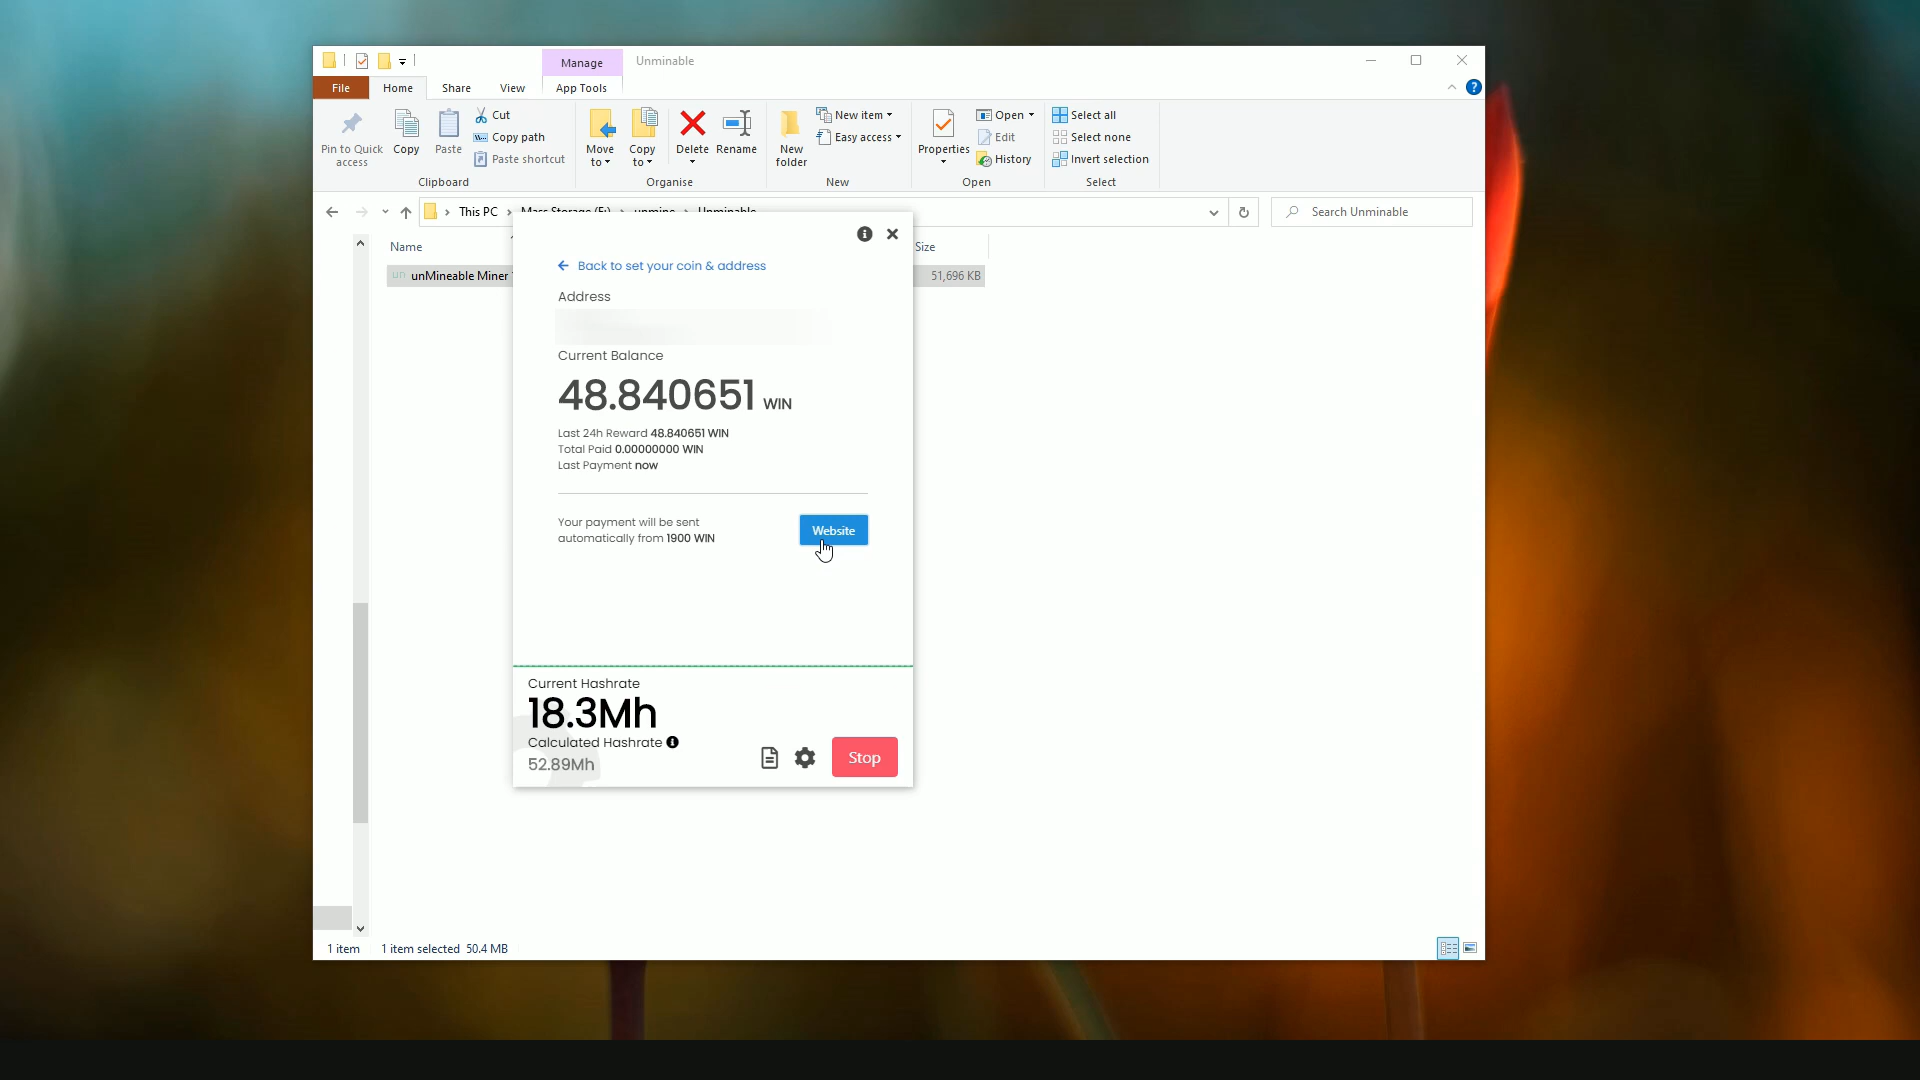 Manage
Unminable
File
Home
Share
View
App Tools
Pin to Quick access
Copy
Paste
Cut
Copy path
Paste shortcut
Clipboard
Move to
Copy to
Delete
Rename
Organise
New folder
New item
Easy access
New
Properties
Open
Edit
History
Open
Select all
Select none
Invert selection
Select
This PC
Mass Storage (F:)
unmine
Unminable
Search Unminable
Name
Size
unMineable Miner
51,696 KB
Back to set your coin & address
Address
Current Balance
48.840651 WIN
Last 24h Reward 48.840651 WIN
Total Paid 0.00000000 WIN
Last Payment now
Your payment will be sent
automatically from 1900 WIN
Website
Current Hashrate
18.3Mh
Calculated Hashrate
52.89Mh
Stop
1 item
1 item selected 50.4 MB